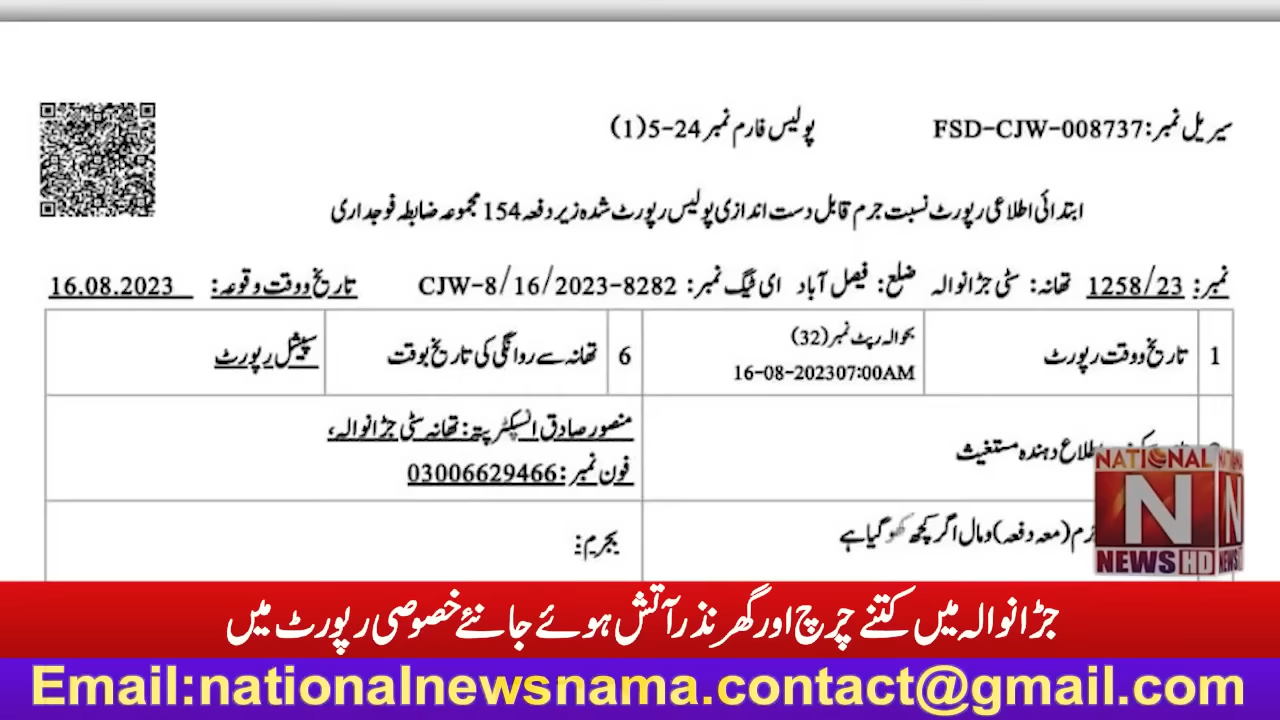 سیریل نمبر: FSD-CJW-008737 پولیس فارم نمبر 24-5(1)
ابتدائی اطلاعی رپورٹ نسبت جرم قابل دست اندازی پولیس رپورٹ شدہ زیر دفعہ 154 مجموعہ ضابطہ فوجداری
نمبر: 1258/23 تھانہ: سٹی جڑانوالہ ضلع: فیصل آباد ای ٹیگ نمبر: CJW-8/16/2023-8282 تاریخ و وقت وقوعہ: 16.08.2023
1 تاریخ و وقت رپورٹ
بحوالہ رپٹ نمبر (32)
16-08-202307:00AM
6 تھانہ سے روانگی کی تاریخ بوقت
سپیشل رپورٹ
اطلاع دہندہ مستغیث
منصور صادق انسپکٹر پتہ: تھانہ سٹی جڑانوالہ،
فون نمبر: 03006629466
(معہ دفعہ) و مال اگر کچھ کھو گیا ہے
بجرم:
NATIONAL
N
NEWS HD
جڑانوالہ میں کتنے چرچ اور گھر نذر آتش ہوئے جانئے خصوصی رپورٹ میں
Email:nationalnewsnama.contact@gmail.com